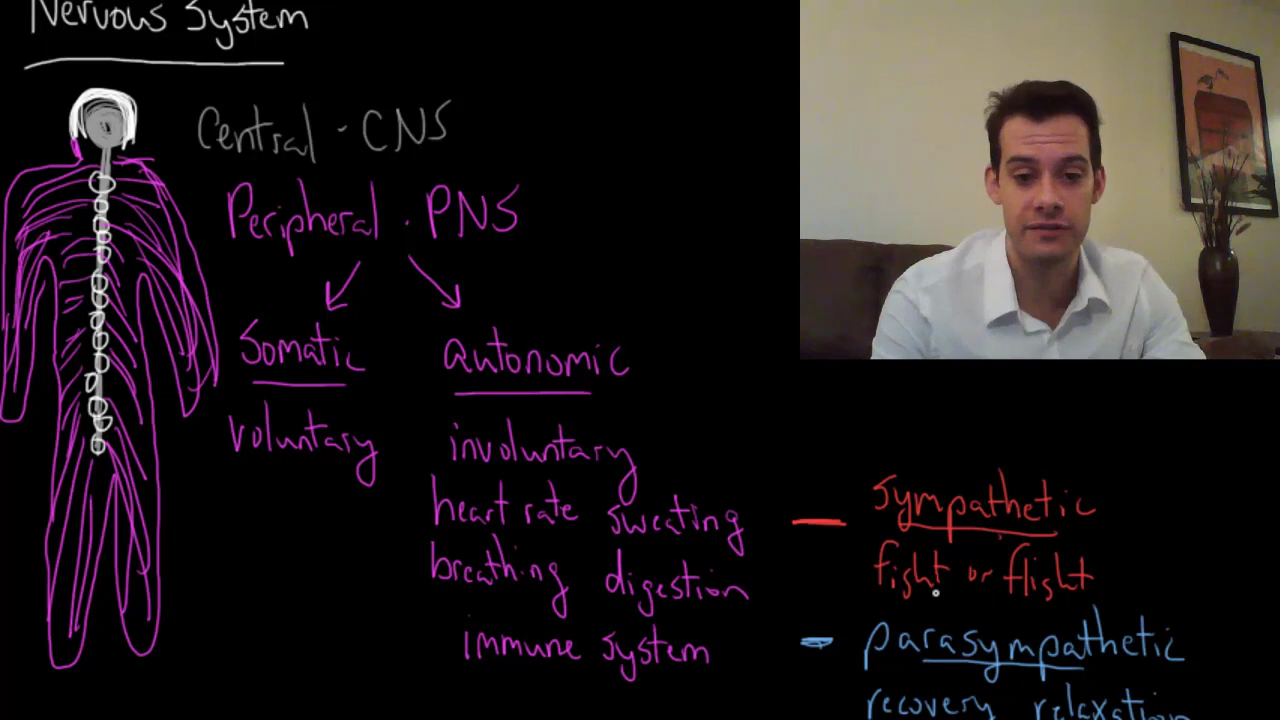 Nervous System
Central - CNS
Peripheral . PNS
Somatic
autonomic
voluntary
involuntary
heart rate sweating
breathing digestion
immune system
sympathetic
fight or flight
parasympathetic
recovery relaxation